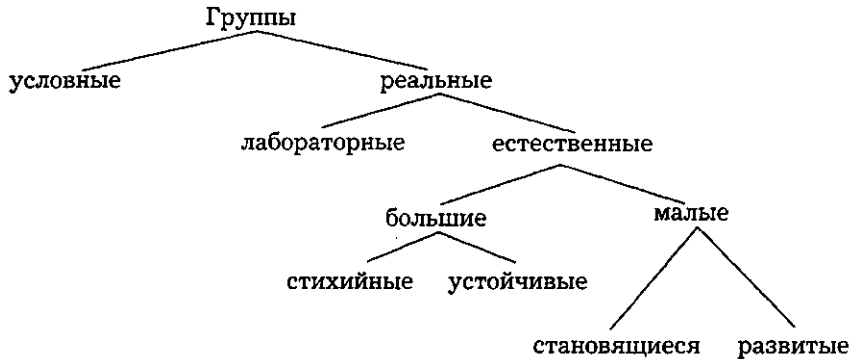 Группы
условные реальные
лабораторные естественные
большие малые
стихийные устойчивые
становящиеся развитые